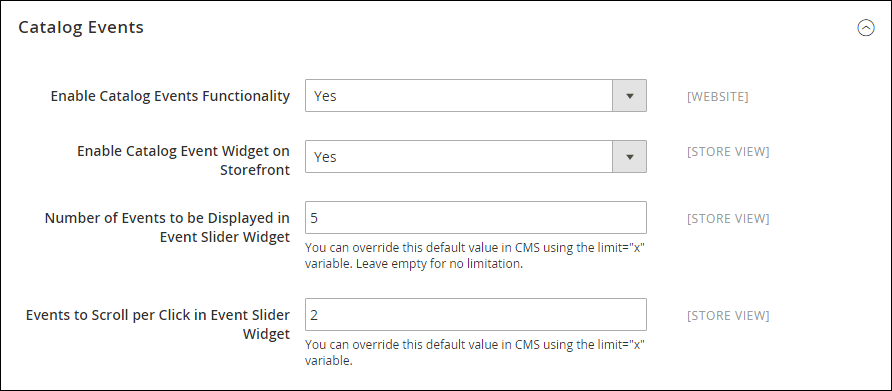 Catalog Events
Enable Catalog Events Functionality
Yes
[WEBSITE]
Enable Catalog Event Widget on
Storefront
Yes
[STORE VIEW]
Number of Events to be Displayed in
Event Slider Widget
5
[STORE VIEW]
You can override this default value in CMS using the limit="x"
variable. Leave empty for no limitation.
Events to Scroll per Click in Event Slider
Widget
2
[STORE VIEW]
You can override this default value in CMS using the limit="x"
variable.